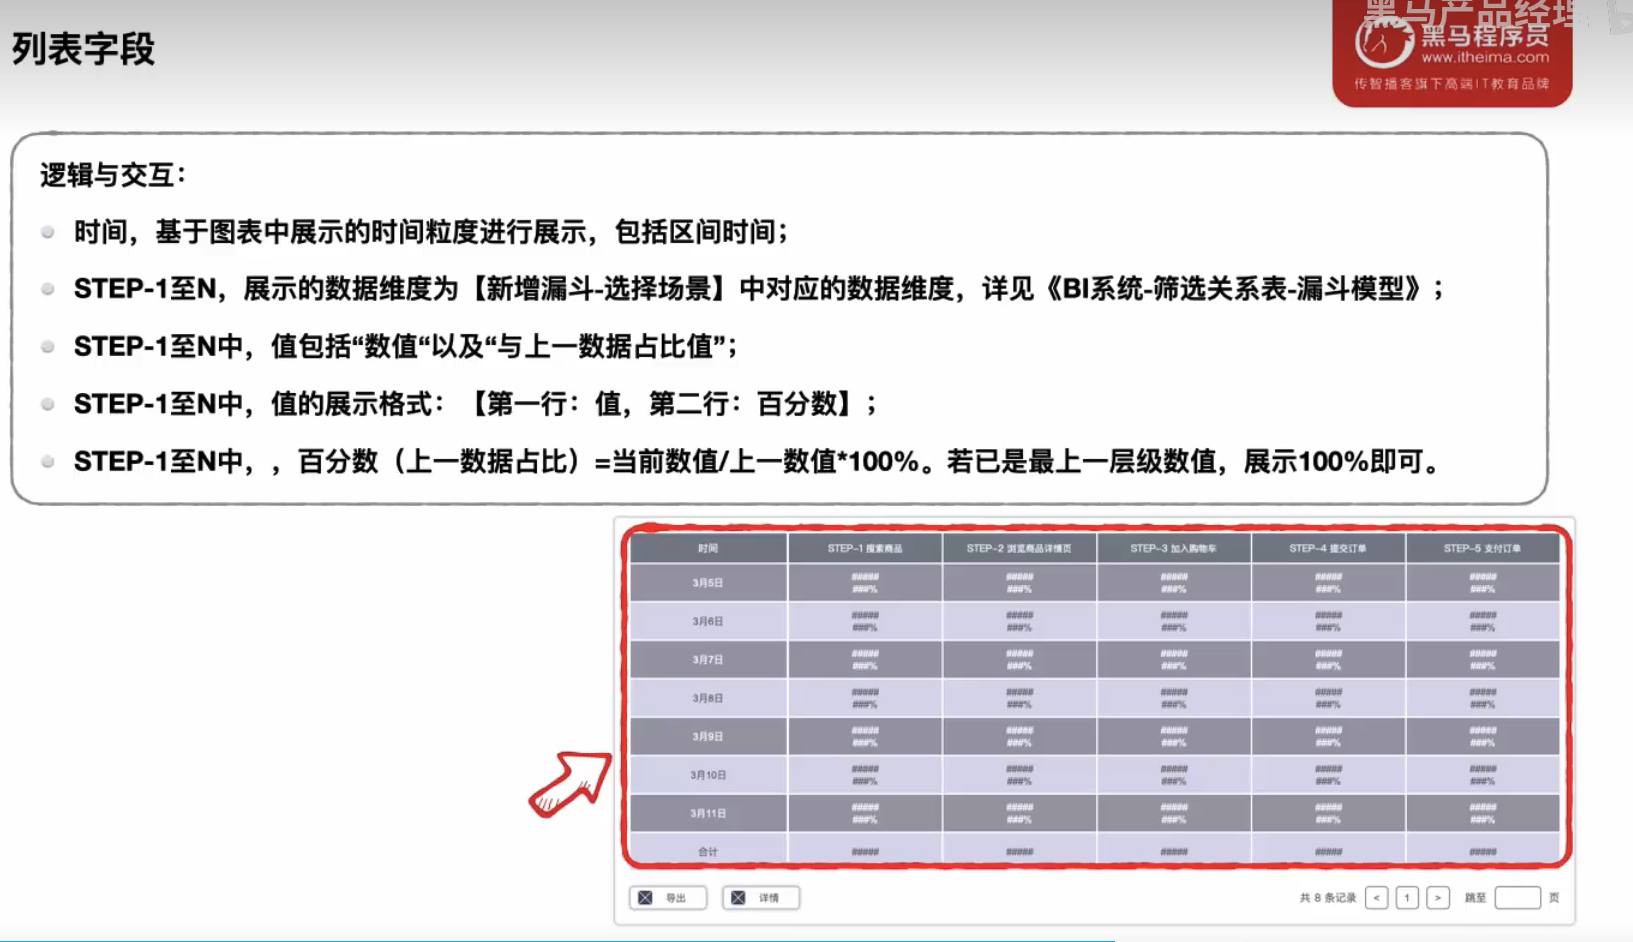 黑马产品经理
列表字段
黑马程序员
www.itheima.com
传智播客旗下高端IT教育品牌
逻辑与交互：
时间，基于图表中展示的时间粒度进行展示，包括区间时间；
STEP-1至N，展示的数据维度为【新增漏斗-选择场景】中对应的数据维度，详见《BI系统-筛选关系表-漏斗模型》；
STEP-1至N中，值包括“数值“以及“与上一数据占比值”；
STEP-1至N中，值的展示格式：【第一行：值，第二行：百分数】；
STEP-1至N中，，百分数（上一数据占比）=当前数值/上一数值*100%。若已是最上一层级数值，展示100%即可。
时间 STEP-1 搜索商品 STEP-2 浏览商品详情页 STEP-3 加入购物车 STEP-4 提交订单 STEP-5 支付订单
##### ##### ##### ##### #####
3月5日
###% ###% ###% ###% ###%
##### ##### ##### ##### #####
3月6日
###% ###% ###% ###% ###%
##### ##### ##### ##### #####
3月7日
###% ###% ###% ###% ###%
##### ##### ##### ##### #####
3月8日
###% ###% ###% ###% ###%
##### ##### ##### ##### #####
3月9日
###% ###% ###% ###% ###%
##### ##### ##### ##### #####
3月10日
###% ###% ###% ###% ###%
##### ##### ##### ##### #####
3月11日
###% ###% ###% ###% ###%
合计 ##### ##### ##### ##### #####
导出 详情 共 8 条记录 < 1 > 跳至 页